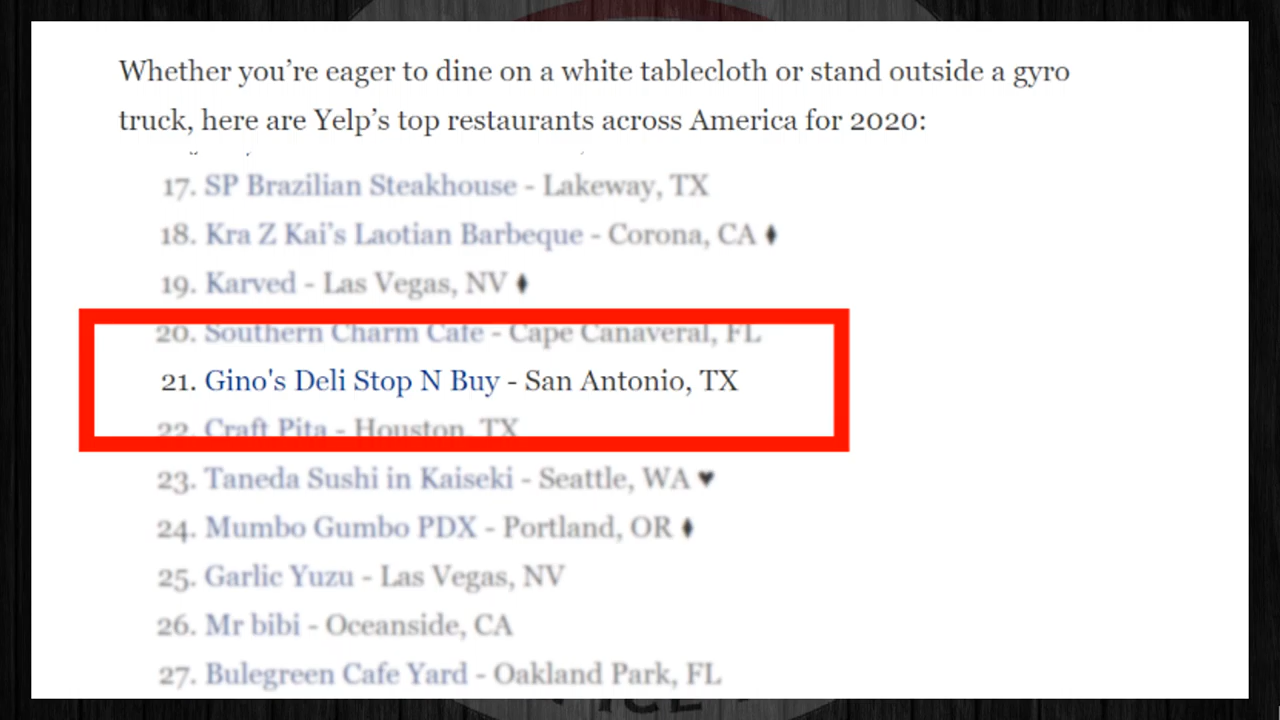 Whether you’re eager to dine on a white tablecloth or stand outside a gyro
truck, here are Yelp’s top restaurants across America for 2020:
17. SP Brazilian Steakhouse - Lakeway, TX
18. Kra Z Kai’s Laotian Barbeque - Corona, CA ♦
19. Karved - Las Vegas, NV ♦
20. Southern Charm Cafe - Cape Canaveral, FL
21. Gino's Deli Stop N Buy - San Antonio, TX
22. Craft Pita - Houston, TX
23. Taneda Sushi in Kaiseki - Seattle, WA ♥
24. Mumbo Gumbo PDX - Portland, OR ♦
25. Garlic Yuzu - Las Vegas, NV
26. Mr bibi - Oceanside, CA
27. Bulegreen Cafe Yard - Oakland Park, FL